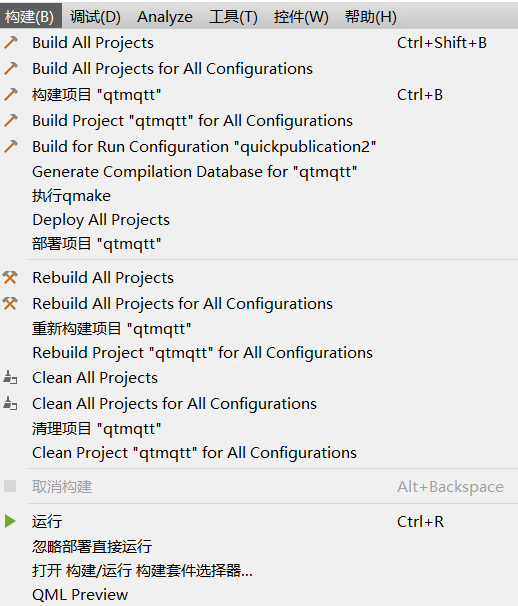 构建(B) 调试(D) Analyze 工具(T) 控件(W) 帮助(H)
Build All Projects Ctrl+Shift+B
Build All Projects for All Configurations
构建项目 "qtmqtt" Ctrl+B
Build Project "qtmqtt" for All Configurations
Build for Run Configuration "quickpublication2"
Generate Compilation Database for "qtmqtt"
执行qmake
Deploy All Projects
部署项目 "qtmqtt"
Rebuild All Projects
Rebuild All Projects for All Configurations
重新构建项目 "qtmqtt"
Rebuild Project "qtmqtt" for All Configurations
Clean All Projects
Clean All Projects for All Configurations
清理项目 "qtmqtt"
Clean Project "qtmqtt" for All Configurations
取消构建 Alt+Backspace
运行 Ctrl+R
忽略部署直接运行
打开 构建/运行 构建套件选择器...
QML Preview